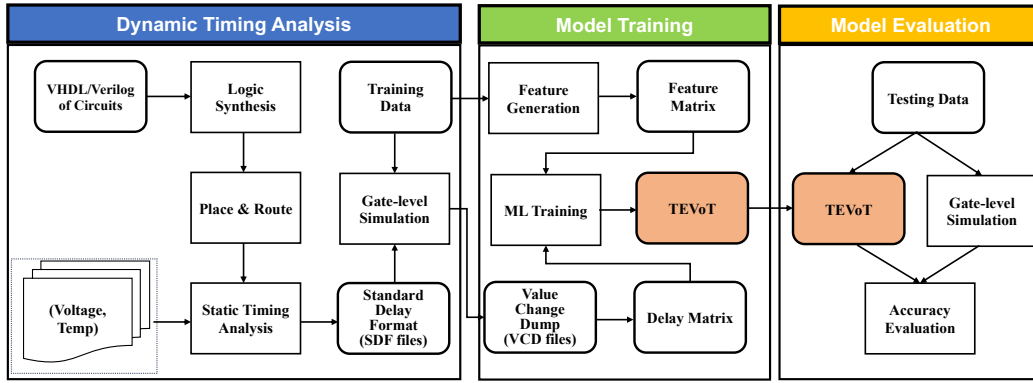 Dynamic Timing Analysis
Model Training
Model Evaluation
VHDL/Verilog
of Circuits
Logic
Synthesis
Training
Data
Feature
Generation
Feature
Matrix
Testing Data
Place & Route
Gate-level
Simulation
ML Training
TEVoT
TEVoT
Gate-level
Simulation
(Voltage,
Temp)
Static Timing
Analysis
Standard
Delay
Format
(SDF files)
Value
Change
Dump
(VCD files)
Delay Matrix
Accuracy
Evaluation